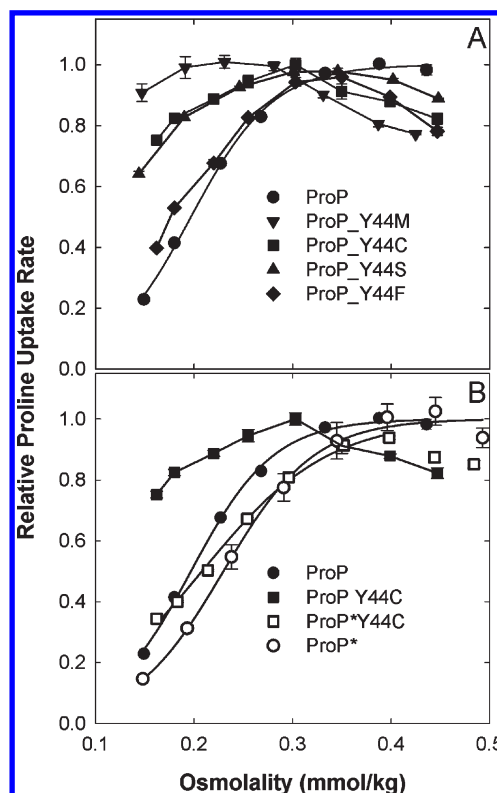 A
1.0
0.8
0.6
0.4
0.2
ProP
ProP_Y44M
ProP_Y44C
ProP_Y44S
ProP_Y44F
Relative Proline Uptake Rate
B
1.0
0.8
0.6
0.4
0.2
0.0
ProP
ProP Y44C
ProP*Y44C
ProP*
0.1 0.2 0.3 0.4 0.5
Osmolality (mmol/kg)